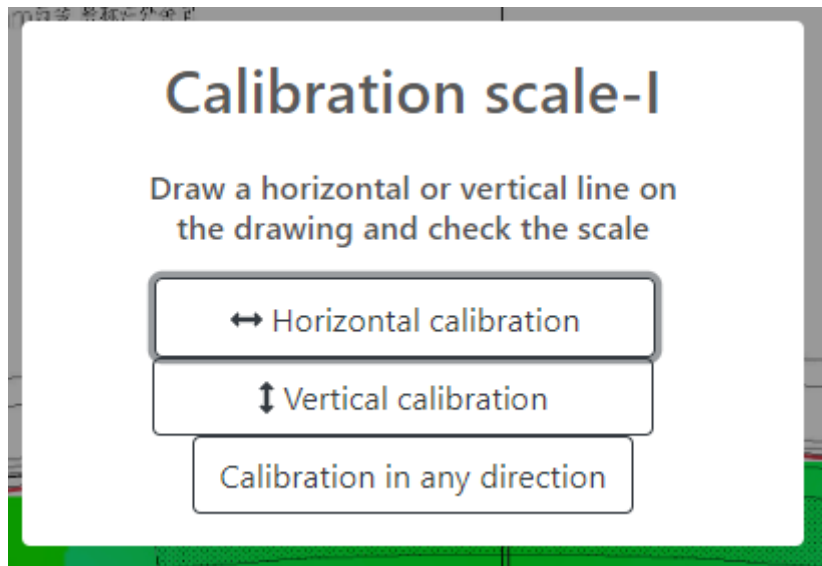 Calibration scale-I
Draw a horizontal or vertical line on
the drawing and check the scale
Horizontal calibration
Vertical calibration
Calibration in any direction